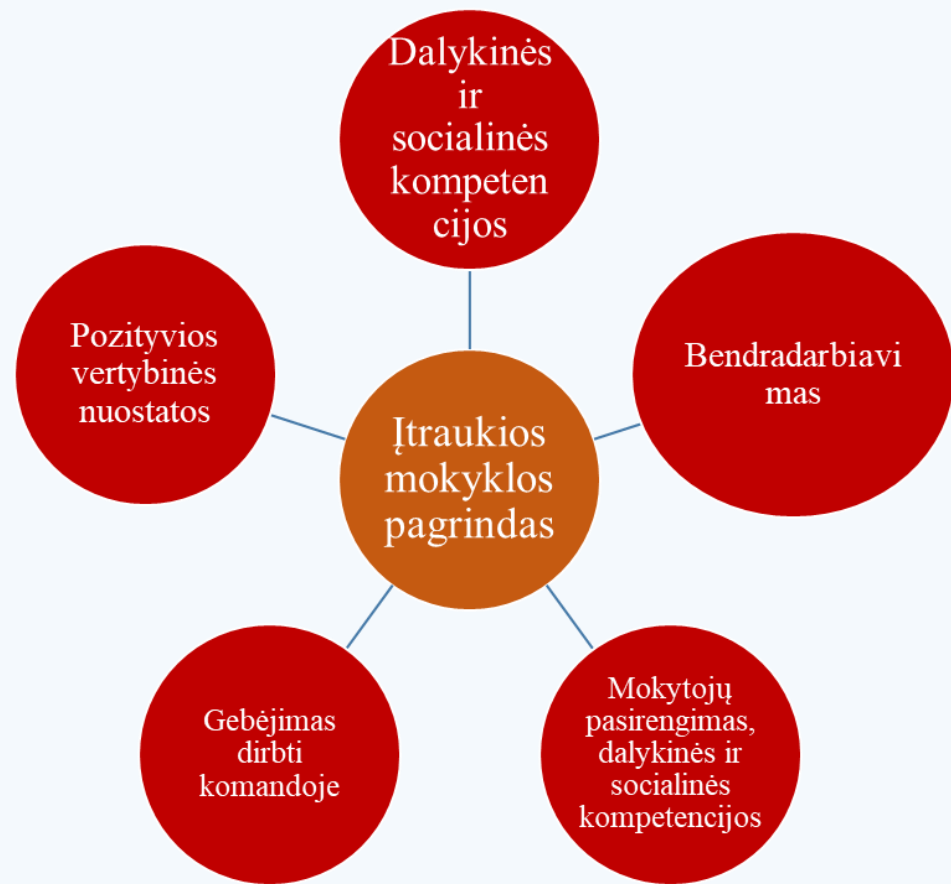 Dalykinės
ir
socialinės
kompeten
cijos
Pozityvios
vertybinės
nuostatos
Bendradarbiavi
mas
Įtraukios
mokyklos
pagrindas
Gebėjimas
dirbti
komandoje
Mokytojų
pasirengimas,
dalykinės ir
socialinės
kompetencijos